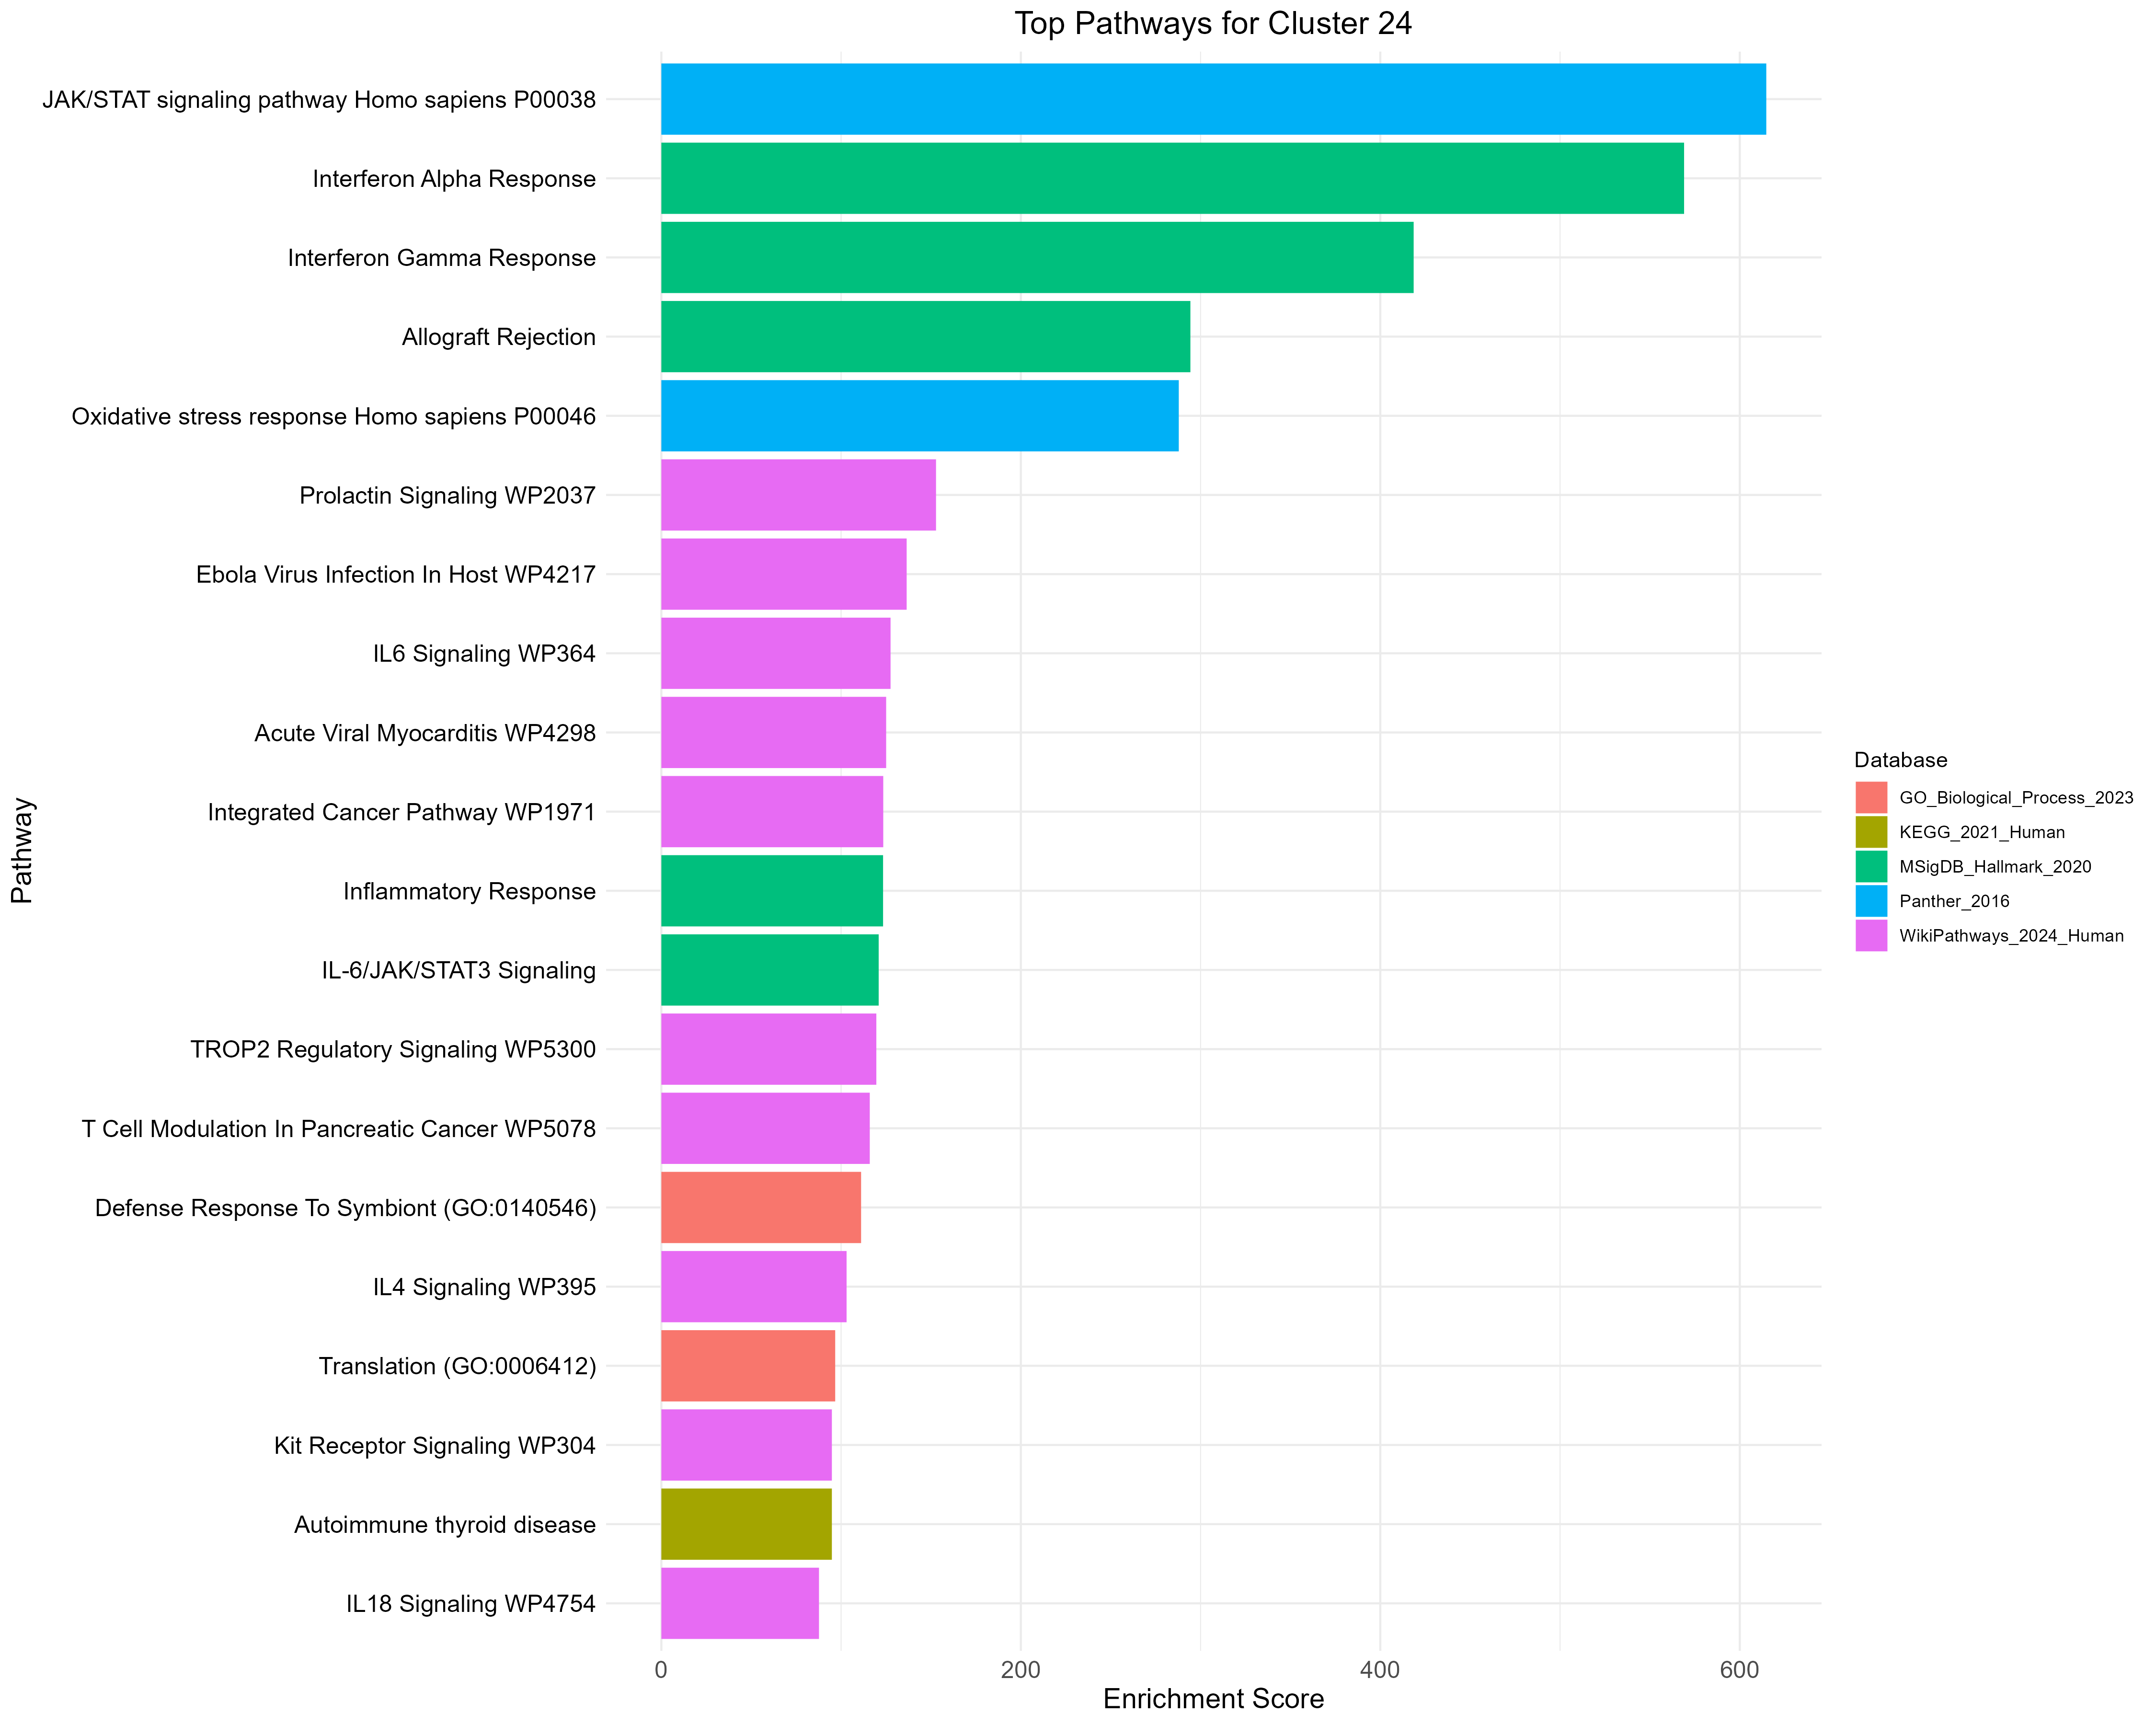 Top Pathways for Cluster 24
JAK/STAT signaling pathway Homo sapiens P00038
Interferon Alpha Response
Interferon Gamma Response
Allograft Rejection
Oxidative stress response Homo sapiens P00046
Prolactin Signaling WP2037
Ebola Virus Infection In Host WP4217
IL6 Signaling WP364
Acute Viral Myocarditis WP4298
Integrated Cancer Pathway WP1971
Inflammatory Response
IL-6/JAK/STAT3 Signaling
TROP2 Regulatory Signaling WP5300
T Cell Modulation In Pancreatic Cancer WP5078
Defense Response To Symbiont (GO:0140546)
IL4 Signaling WP395
Translation (GO:0006412)
Kit Receptor Signaling WP304
Autoimmune thyroid disease
IL18 Signaling WP4754
Pathway
0 200 400 600
Enrichment Score
Database
GO_Biological_Process_2023
KEGG_2021_Human
MSigDB_Hallmark_2020
Panther_2016
WikiPathways_2024_Human